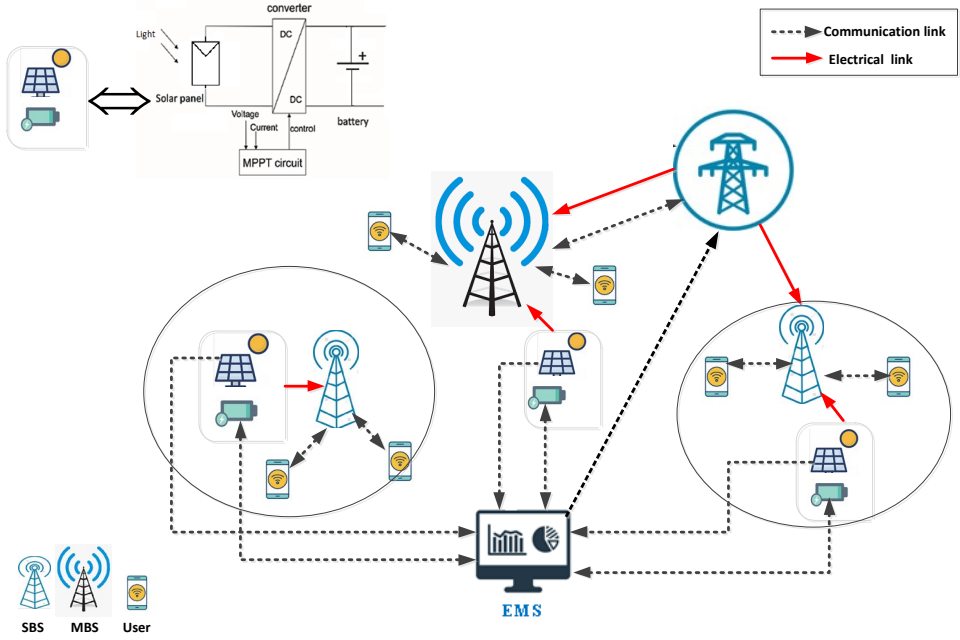 converter
Light
DC
DC
Solar panel
battery
Voltage
Current
control
MPPT circuit
Communication link
Electrical link
EMS
SBS
MBS
User